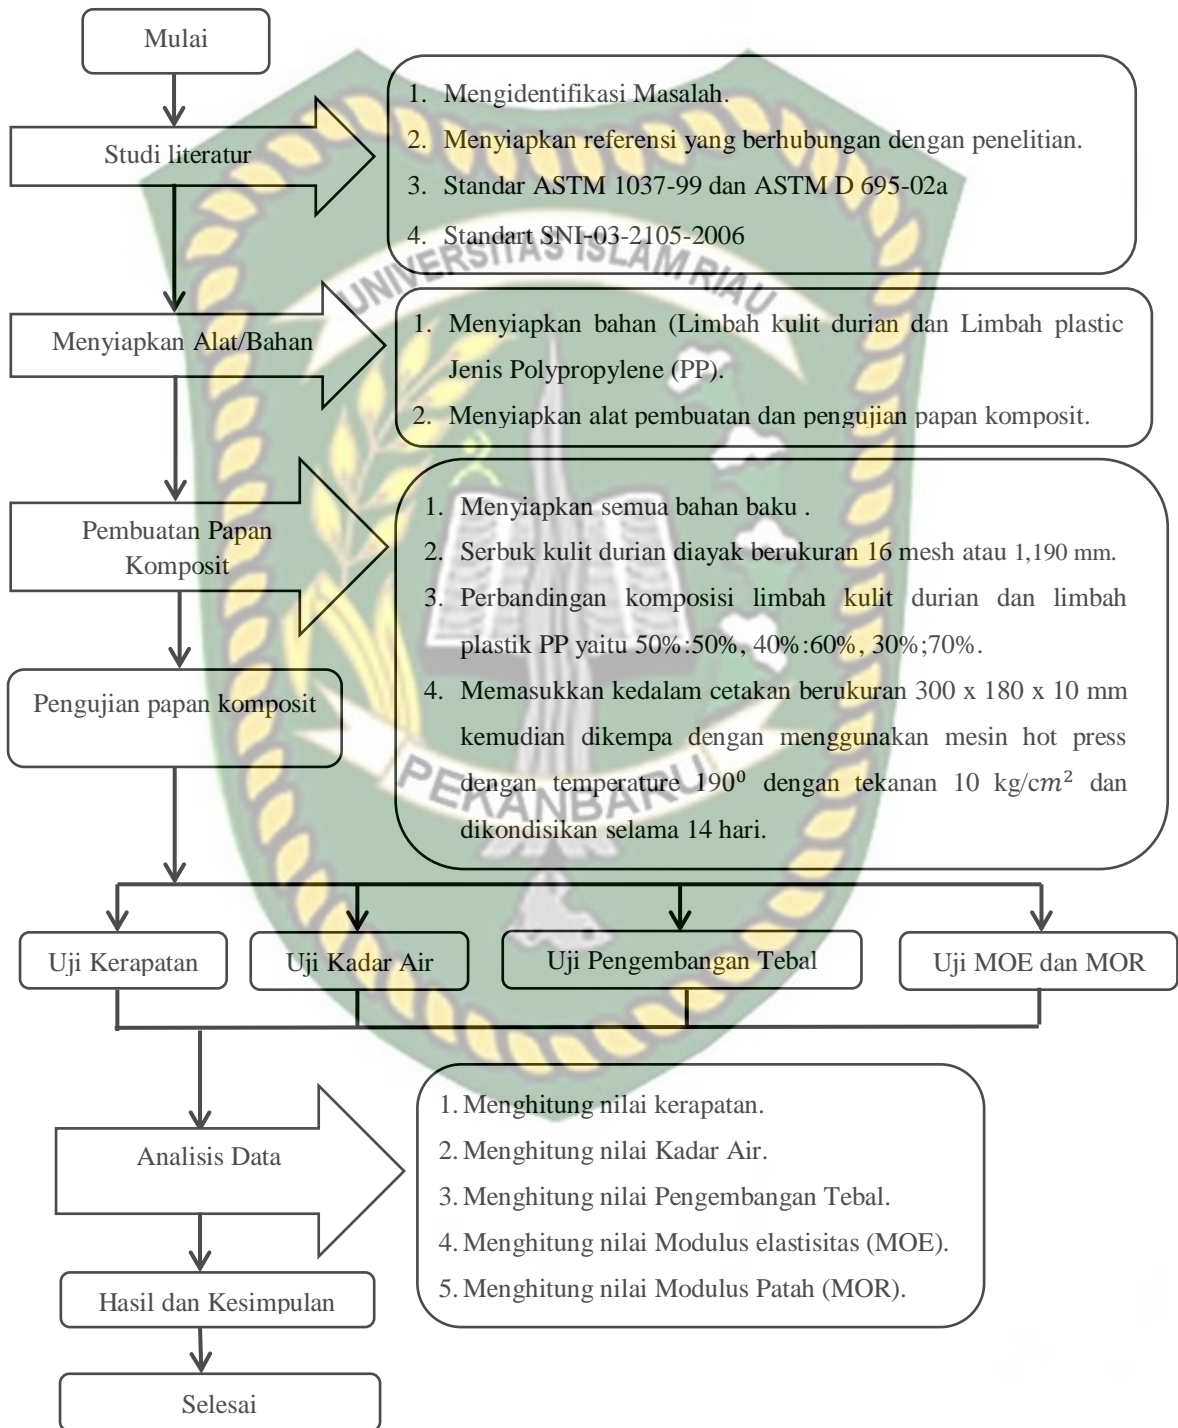 Mulai
Studi literatur
1. Mengidentifikasi Masalah.
2. Menyiapkan referensi yang berhubungan dengan penelitian.
3. Standar ASTM 1037-99 dan ASTM D 695-02a
4. Standart SNI-03-2105-2006
UNIVERSITAS ISLAM RIAU
Menyiapkan Alat/Bahan
1. Menyiapkan bahan (Limbah kulit durian dan Limbah plastic
Jenis Polypropylene (PP).
2. Menyiapkan alat pembuatan dan pengujian papan komposit.
Pembuatan Papan
Komposit
1. Menyiapkan semua bahan baku .
2. Serbuk kulit durian diayak berukuran 16 mesh atau 1,190 mm.
3. Perbandingan komposisi limbah kulit durian dan limbah
plastik PP yaitu 50%:50%, 40%:60%, 30%;70%.
4. Memasukkan kedalam cetakan berukuran 300 x 180 x 10 mm
kemudian dikempa dengan menggunakan mesin hot press
dengan temperature 190⁰ dengan tekanan 10 kg/cm² dan
dikondisikan selama 14 hari.
Pengujian papan komposit
PEKANBARU
Uji Kerapatan
Uji Kadar Air
Uji Pengembangan Tebal
Uji MOE dan MOR
Analisis Data
1. Menghitung nilai kerapatan.
2. Menghitung nilai Kadar Air.
3. Menghitung nilai Pengembangan Tebal.
4. Menghitung nilai Modulus elastisitas (MOE).
5. Menghitung nilai Modulus Patah (MOR).
Hasil dan Kesimpulan
Selesai